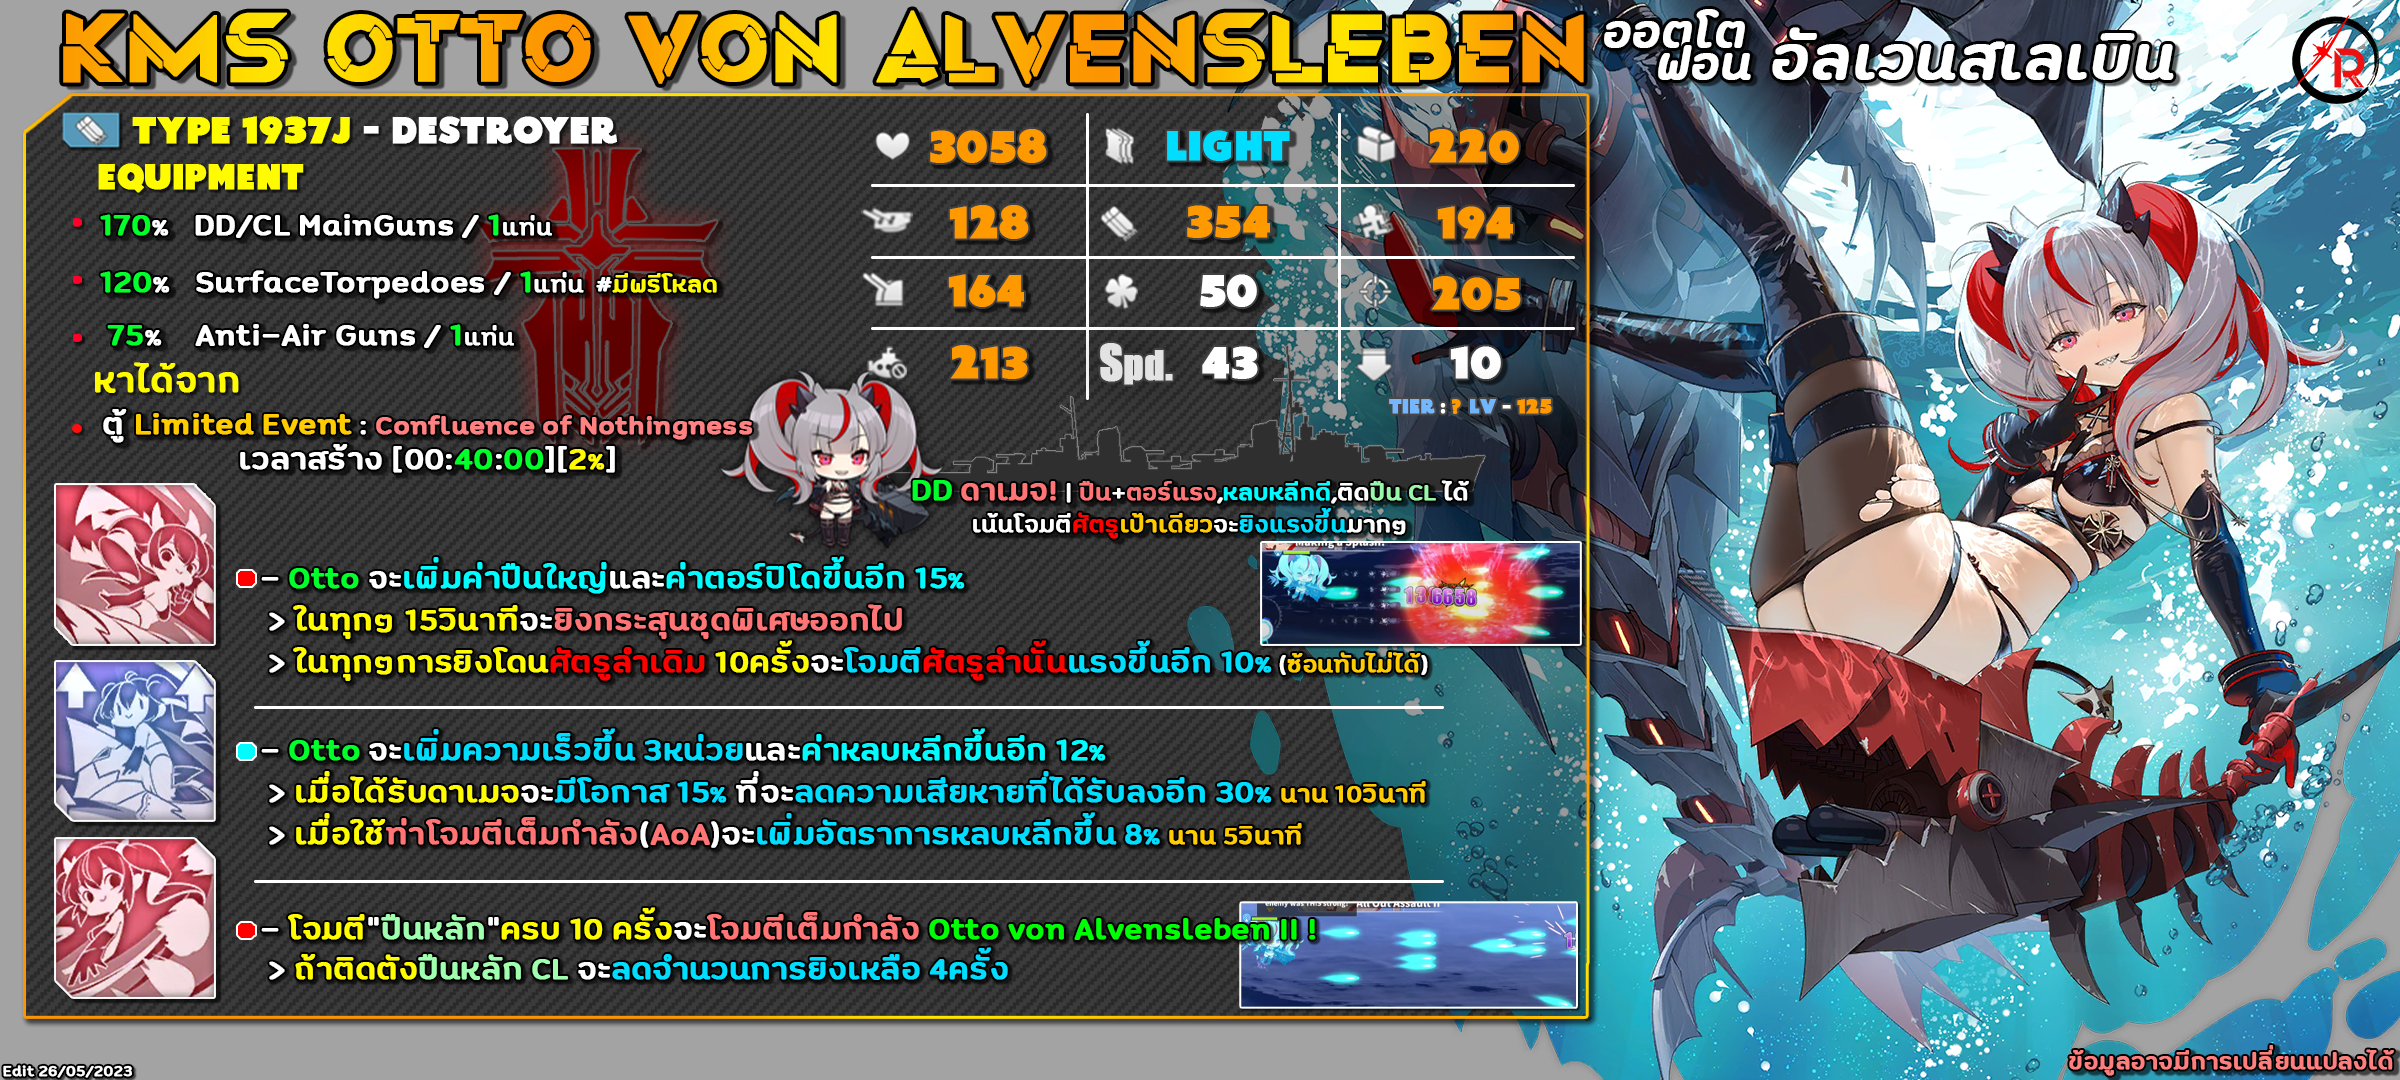 KMS OTTO VON ALVENSLEBEN
ออตโต
ฟอน อัลเวนสเลเบิน
R
TYPE 1937J - DESTROYER
EQUIPMENT
170% DD/CL MainGuns / 1แท่น
120% SurfaceTorpedoes / 1แท่น #มีพรีโหลด
75% Anti-Air Guns / 1แท่น
หาได้จาก
ตู้ Limited Event : Confluence of Nothingness
เวลาสร้าง [00:40:00][2%]
3058 LIGHT 220
128 354 194
164 50 205
213 Spd. 43 10
TIER : ? LV - 125
DD ดาเมจ! | ปืน+ตอร์แรง,หลบหลีกดี,ติดปืน CL ได้
เน้นโจมตีศัตรูเป้าเดียวจะยิงแรงขึ้นมากๆ
Making a Splash!
136658
- Otto จะเพิ่มค่าปืนใหญ่และค่าตอร์ปิโดขึ้นอีก 15%
> ในทุกๆ 15วินาทีจะยิงกระสุนชุดพิเศษออกไป
> ในทุกๆการยิงโดนศัตรูลำเดิม 10ครั้งจะโจมตีศัตรูลำนั้นแรงขึ้นอีก 10% (ซ้อนทับไม่ได้)
- Otto จะเพิ่มความเร็วขึ้น 3หน่วยและค่าหลบหลีกขึ้นอีก 12%
> เมื่อได้รับดาเมจจะมีโอกาส 15% ที่จะลดความเสียหายที่ได้รับลงอีก 30% นาน 10วินาที
> เมื่อใช้ท่าโจมตีเต็มกำลัง(AoA)จะเพิ่มอัตราการหลบหลีกขึ้น 8% นาน 5วินาที
enemy was THIS strong! All Out Assault II
- โจมตี"ปืนหลัก"ครบ 10 ครั้งจะโจมตีเต็มกำลัง Otto von Alvensleben II !
> ถ้าติดตั้งปืนหลัก CL จะลดจำนวนการยิงเหลือ 4ครั้ง
Edit 26/05/2023
ข้อมูลอาจมีการเปลี่ยนแปลงได้